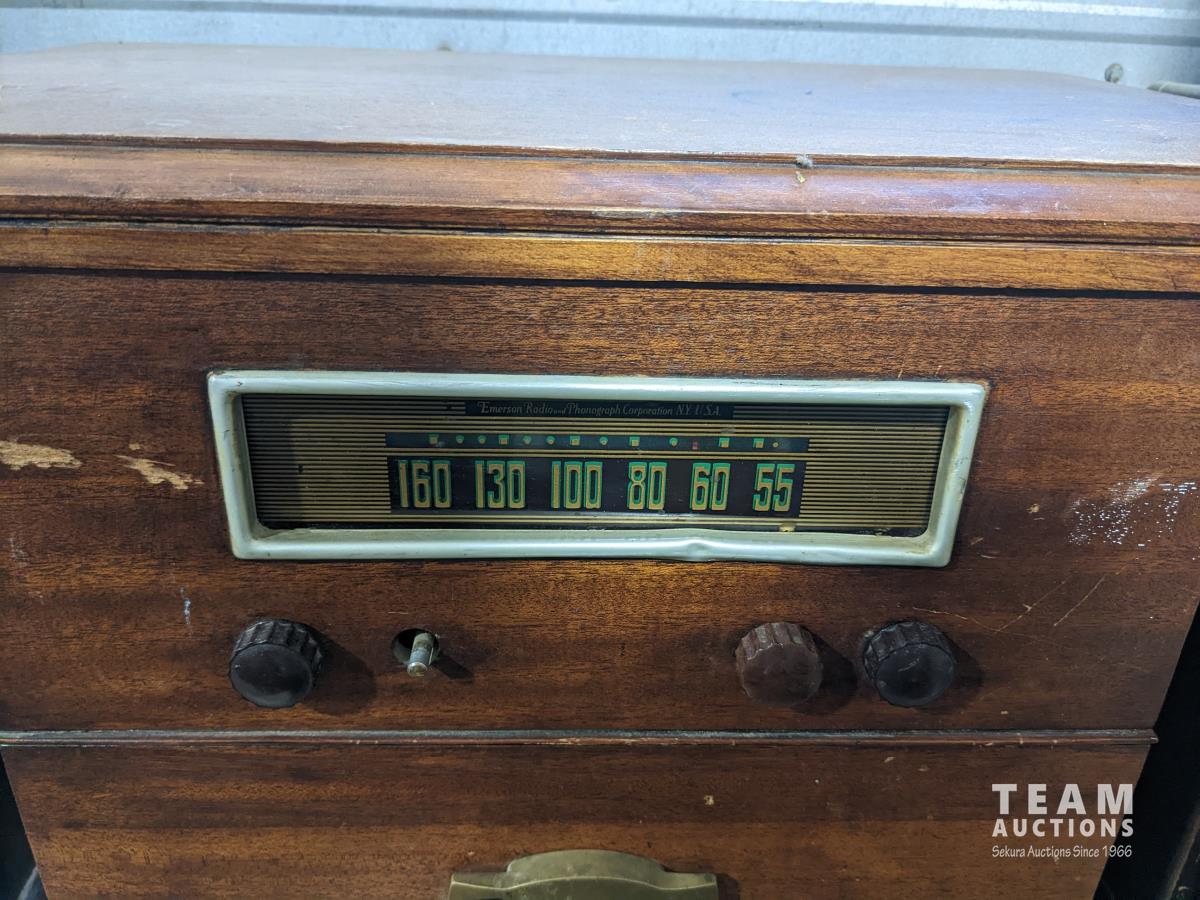 Emerson Radio and Phonograph Corporation N.Y. U.S.A.
160 130 100 80 60 55
TEAM
AUCTIONS
Sekura Auctions Since 1966